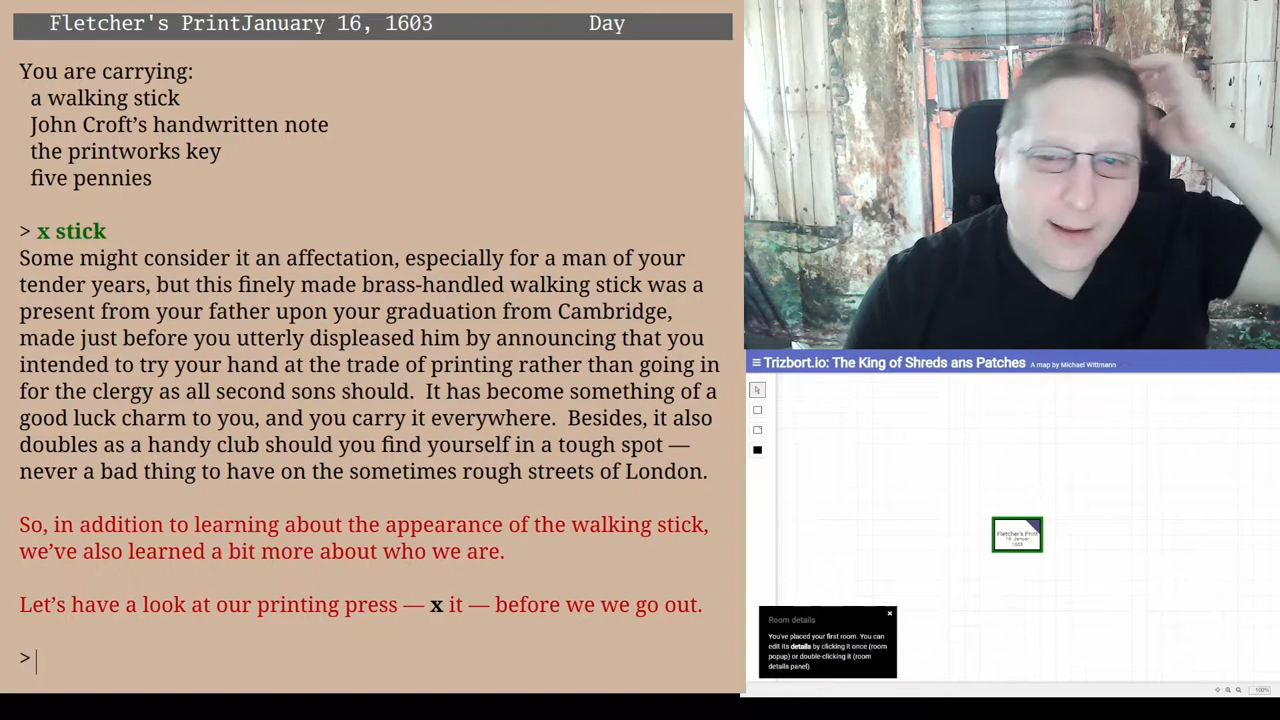 Fletcher's PrintJanuary 16, 1603 Day
You are carrying:
a walking stick
John Croft’s handwritten note
the printworks key
five pennies
> x stick
Some might consider it an affectation, especially for a man of your
tender years, but this finely made brass-handled walking stick was a
present from your father upon your graduation from Cambridge,
made just before you utterly displeased him by announcing that you
intended to try your hand at the trade of printing rather than going in
for the clergy as all second sons should. It has become something of a
good luck charm to you, and you carry it everywhere. Besides, it also
doubles as a handy club should you find yourself in a tough spot —
never a bad thing to have on the sometimes rough streets of London.
So, in addition to learning about the appearance of the walking stick,
we’ve also learned a bit more about who we are.
Let’s have a look at our printing press — x it — before we we go out.
>
Trizbort.io: The King of Shreds ans Patches A map by Michael Wittmann
Fletcher's Print
16. Januar
1603
Room details
You've placed your first room. You can
edit its details by clicking it once (room
popup) or double-clicking it (room
details panel).
100%